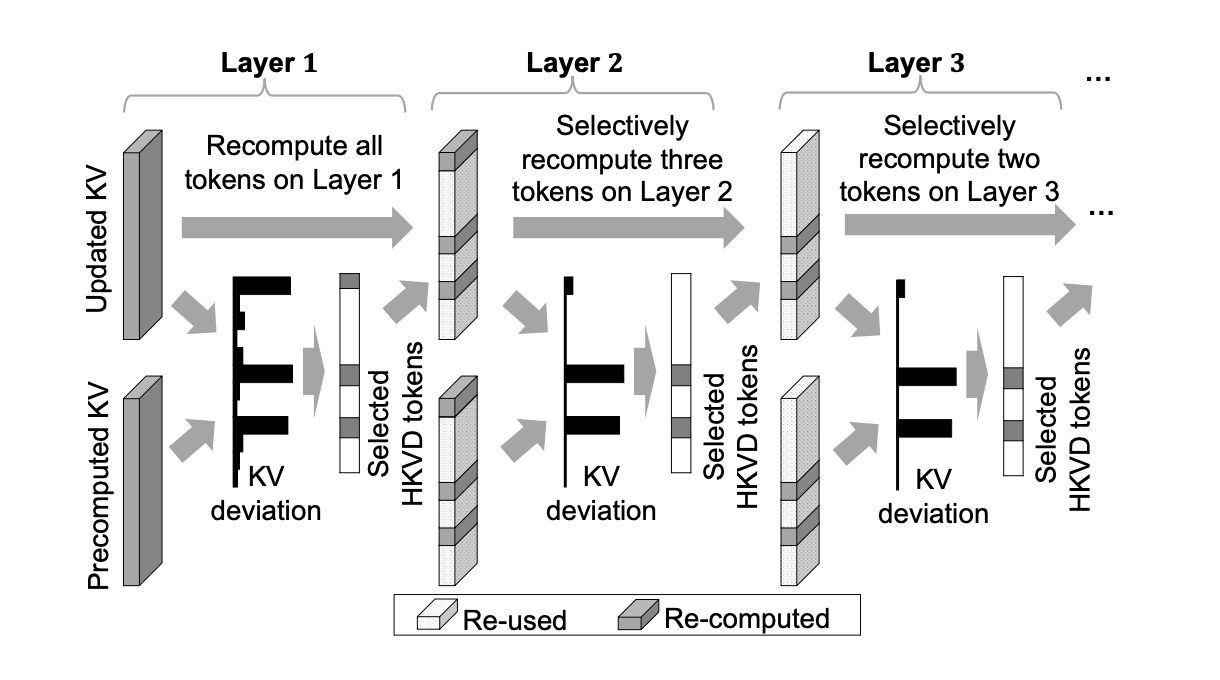 Layer 1
Layer 2
Layer 3
...
Recompute all
tokens on Layer 1
Selectively
recompute three
tokens on Layer 2
Selectively
recompute two
tokens on Layer 3
...
Updated KV
Precomputed KV
KV
deviation
Selected
HKVD tokens
KV
deviation
Selected
HKVD tokens
KV
deviation
Selected
HKVD tokens
Re-used
Re-computed